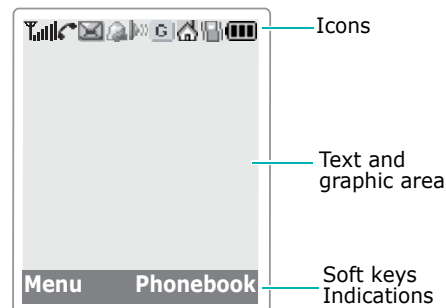 G
Icons
Text and
graphic area
Menu Phonebook
Soft keys
Indications